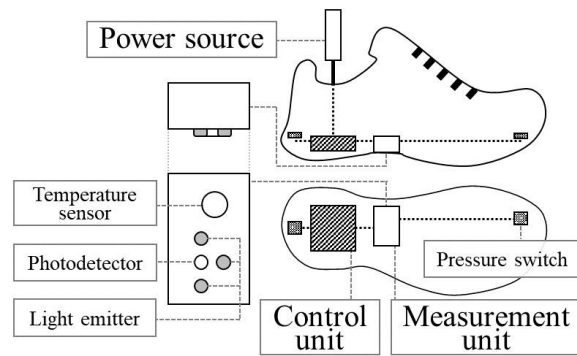 Power source
Temperature
sensor
Photodetector
Light emitter
Pressure switch
Control
unit
Measurement
unit